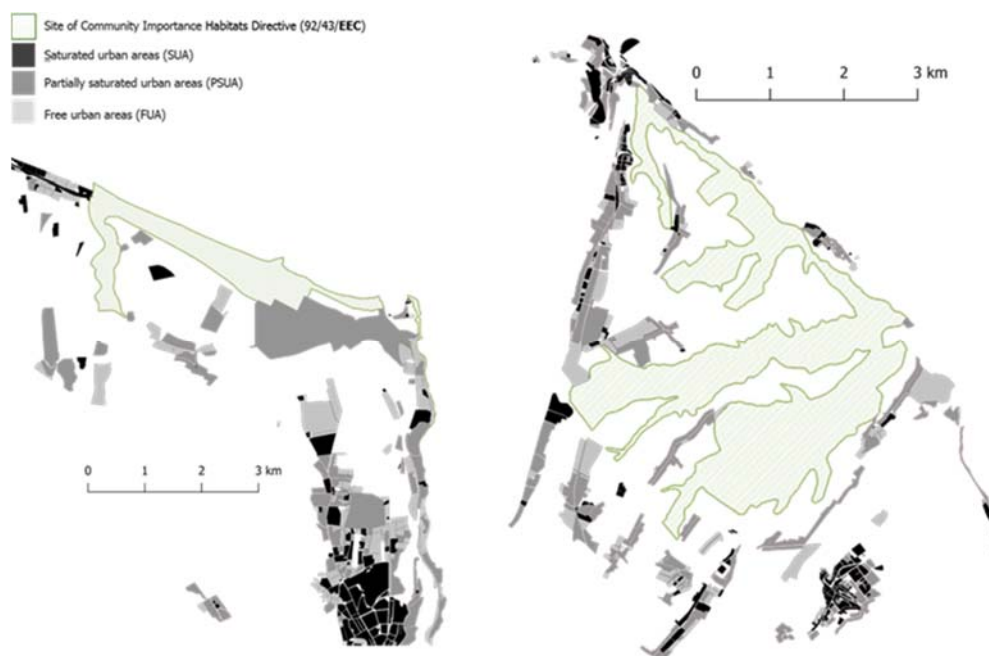 Site of Community Importance Habitats Directive (92/43/EEC)
Saturated urban areas (SUA)
Partially saturated urban areas (PSUA)
Free urban areas (FUA)
0 1 2 3 km
0 1 2 3 km